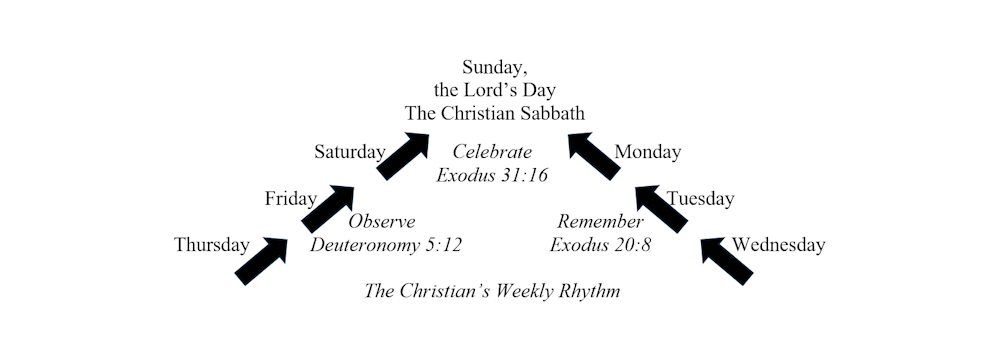 Sunday,
the Lord’s Day
The Christian Sabbath
Saturday
Celebrate
Monday
Exodus 31:16
Friday
Tuesday
Observe
Remember
Thursday
Deuteronomy 5:12
Exodus 20:8
Wednesday
The Christian’s Weekly Rhythm